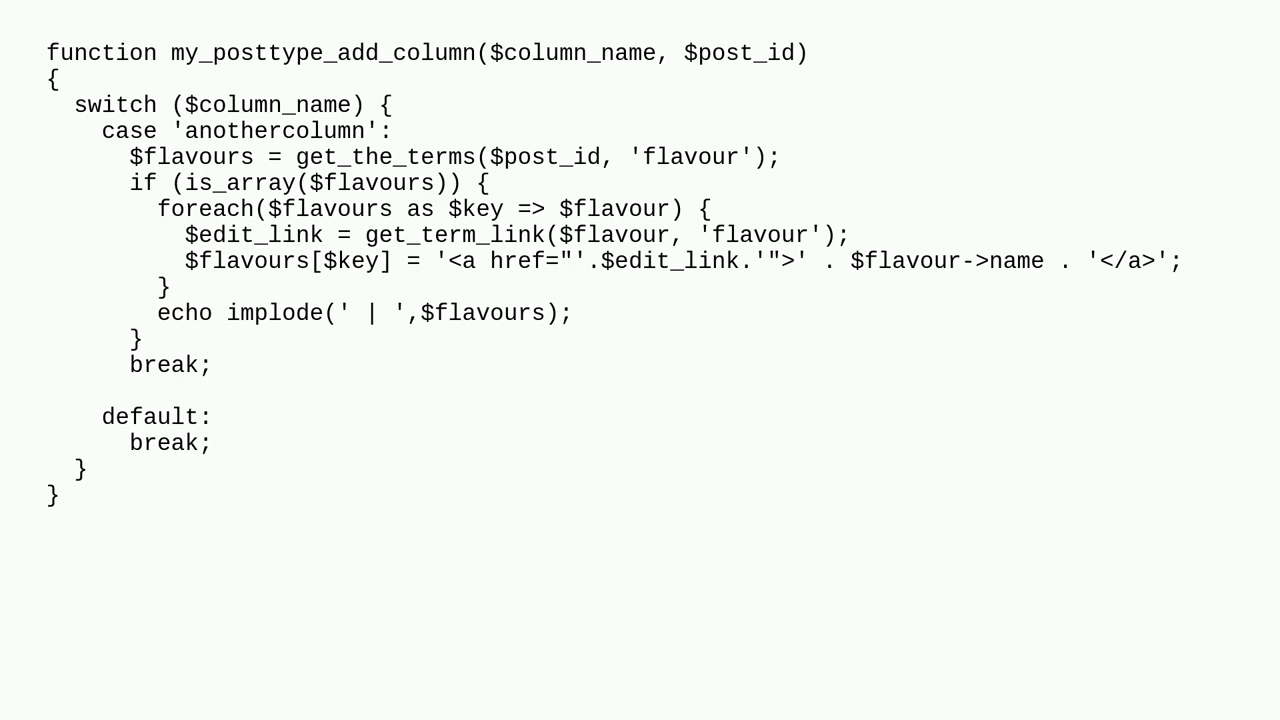 function my_posttype_add_column($column_name, $post_id)
{
  switch ($column_name) {
    case 'anothercolumn':
      $flavours = get_the_terms($post_id, 'flavour');
      if (is_array($flavours)) {
        foreach($flavours as $key => $flavour) {
          $edit_link = get_term_link($flavour, 'flavour');
          $flavours[$key] = '<a href="'.$edit_link.'">' . $flavour->name . '</a>';
        }
        echo implode(' | ',$flavours);
      }
      break;

    default:
      break;
  }
}